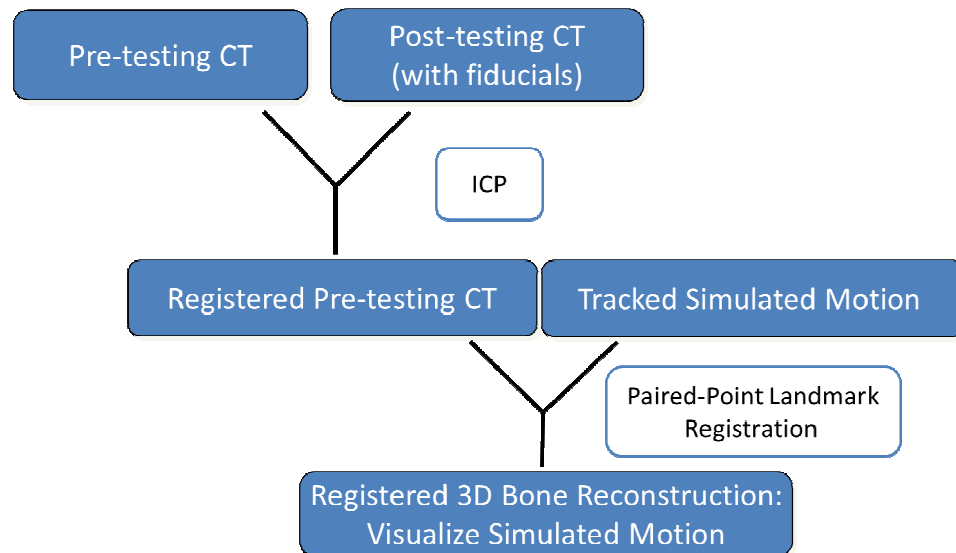 Pre-testing CT
Post-testing CT
(with fiducials)
ICP
Registered Pre-testing CT
Tracked Simulated Motion
Paired-Point Landmark
Registration
Registered 3D Bone Reconstruction:
Visualize Simulated Motion